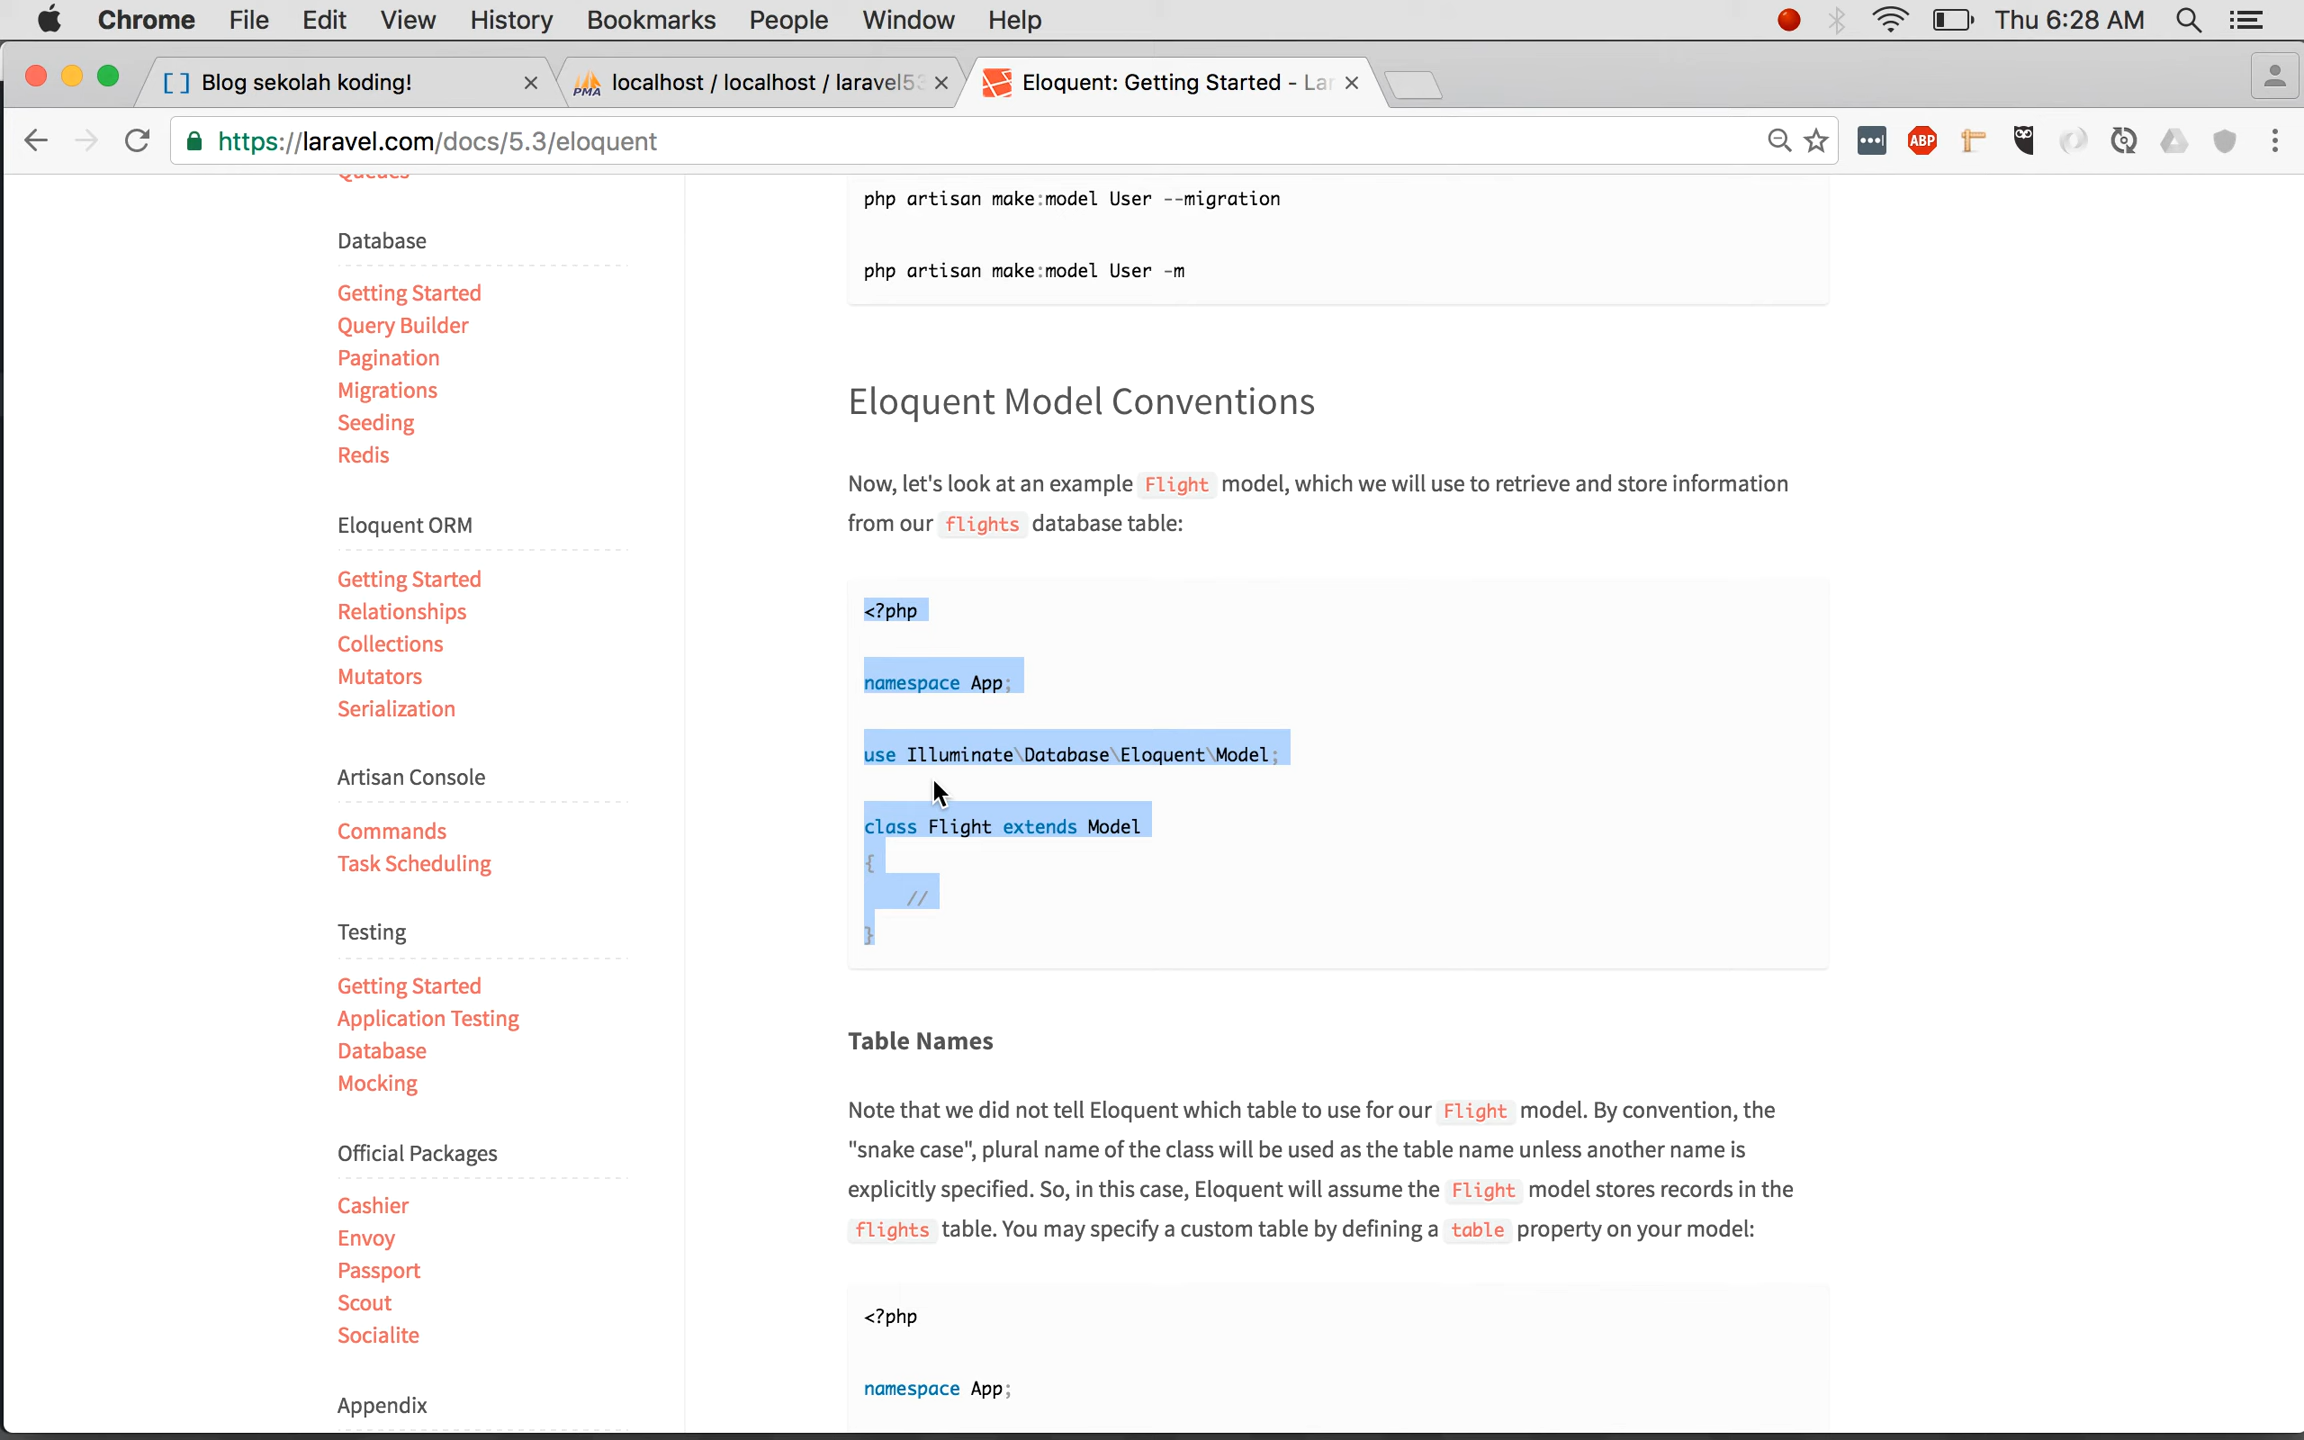 Chrome File Edit View History Bookmarks People Window Help Thu 6:28 AM
[ ] Blog sekolah koding!
PMA localhost / localhost / laravel53
Eloquent: Getting Started - Lar
https://laravel.com/docs/5.3/eloquent
ABP
Queues
Database
Getting Started
Query Builder
Pagination
Migrations
Seeding
Redis
Eloquent ORM
Getting Started
Relationships
Collections
Mutators
Serialization
Artisan Console
Commands
Task Scheduling
Testing
Getting Started
Application Testing
Database
Mocking
Official Packages
Cashier
Envoy
Passport
Scout
Socialite
Appendix
php artisan make:model User --migration
php artisan make:model User -m
Eloquent Model Conventions
Now, let's look at an example Flight model, which we will use to retrieve and store information
from our flights database table:
<?php
namespace App;
use Illuminate\Database\Eloquent\Model;
class Flight extends Model
{
//
}
Table Names
Note that we did not tell Eloquent which table to use for our Flight model. By convention, the
"snake case", plural name of the class will be used as the table name unless another name is
explicitly specified. So, in this case, Eloquent will assume the Flight model stores records in the
flights table. You may specify a custom table by defining a table property on your model:
<?php
namespace App;